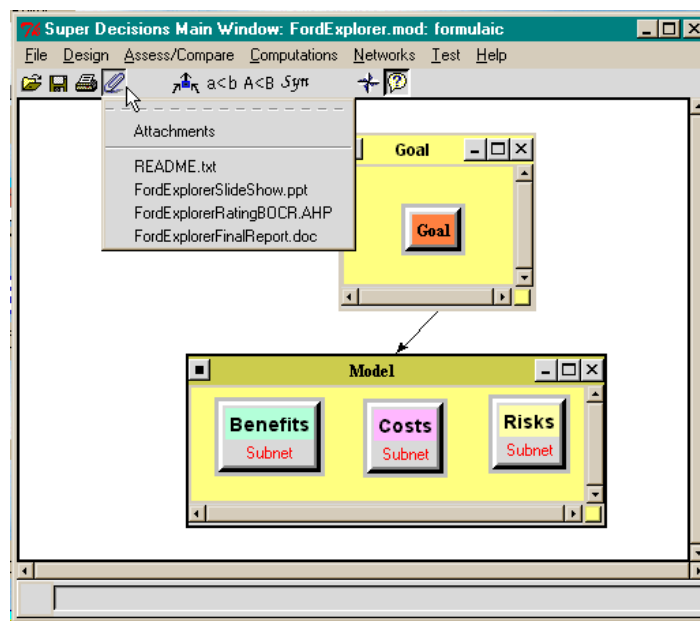 Super Decisions Main Window: FordExplorer.mod: formulaic
File Design Assess/Compare Computations Networks Test Help
a<b A<B Syn
Attachments
README.txt
FordExplorerSlideShow.ppt
FordExplorerRatingBOCR.AHP
FordExplorerFinalReport.doc
Goal
Goal
Model
Benefits
Subnet
Costs
Subnet
Risks
Subnet